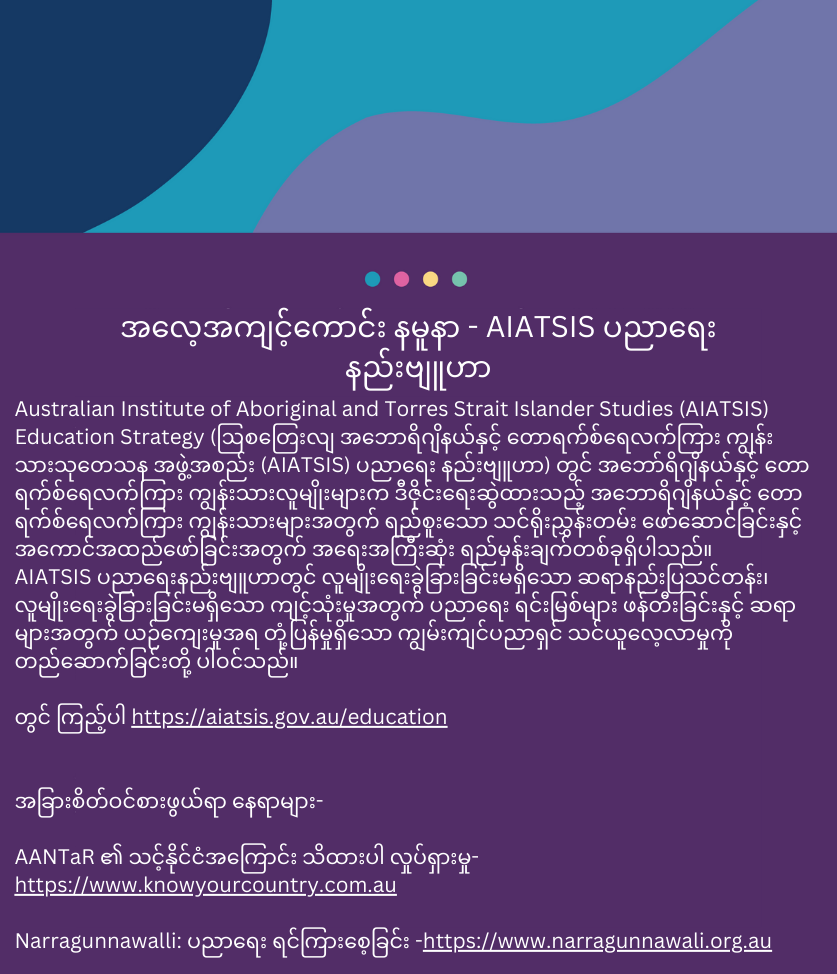 အလေ့အကျင့်ကောင်း နမူနာ - AIATSIS ပညာရေး
နည်းဗျူဟာ
Australian Institute of Aboriginal and Torres Strait Islander Studies (AIATSIS)
Education Strategy (ဩစတြေးလျ အဘောရိဂျိနယ်နှင့် တောရက်စ်ရေလက်ကြား ကျွန်း
သားသုတေသန အဖွဲ့အစည်း (AIATSIS) ပညာရေး နည်းဗျူဟာ) တွင် အဘော်ရိဂျိနယ်နှင့် တော
ရက်စ်ရေလက်ကြား ကျွန်းသားလူမျိုးများက ဒီဇိုင်းရေးဆွဲထားသည့် အဘောရိဂျိနယ်နှင့် တော
ရက်စ်ရေလက်ကြား ကျွန်းသားများအတွက် ရည်စူးသော သင်ရိုးညွှန်းတမ်း ဖော်ဆောင်ခြင်းနှင့်
အကောင်အထည်ဖော်ခြင်းအတွက် အရေးအကြီးဆုံး ရည်မှန်းချက်တစ်ခုရှိပါသည်။
AIATSIS ပညာရေးနည်းဗျူဟာတွင် လူမျိုးရေးခွဲခြားခြင်းမရှိသော ဆရာနည်းပြသင်တန်း၊
လူမျိုးရေးခွဲခြားခြင်းမရှိသော ကျင့်သုံးမှုအတွက် ပညာရေး ရင်းမြစ်များ ဖန်တီးခြင်းနှင့် ဆရာ
များအတွက် ယဉ်ကျေးမှုအရ တုံ့ပြန်မှုရှိသော ကျွမ်းကျင်ပညာရှင် သင်ယူလေ့လာမှုကို
တည်ဆောက်ခြင်းတို့ ပါဝင်သည်။
တွင် ကြည့်ပါ https://aiatsis.gov.au/education
အခြားစိတ်ဝင်စားဖွယ်ရာ နေရာများ-
AANTaR ၏ သင့်နိုင်ငံအကြောင်း သိထားပါ လှုပ်ရှားမှု-
https://www.knowyourcountry.com.au
Narragunnawalli: ပညာရေး ရင်ကြားစေ့ခြင်း -https://www.narragunnawali.org.au